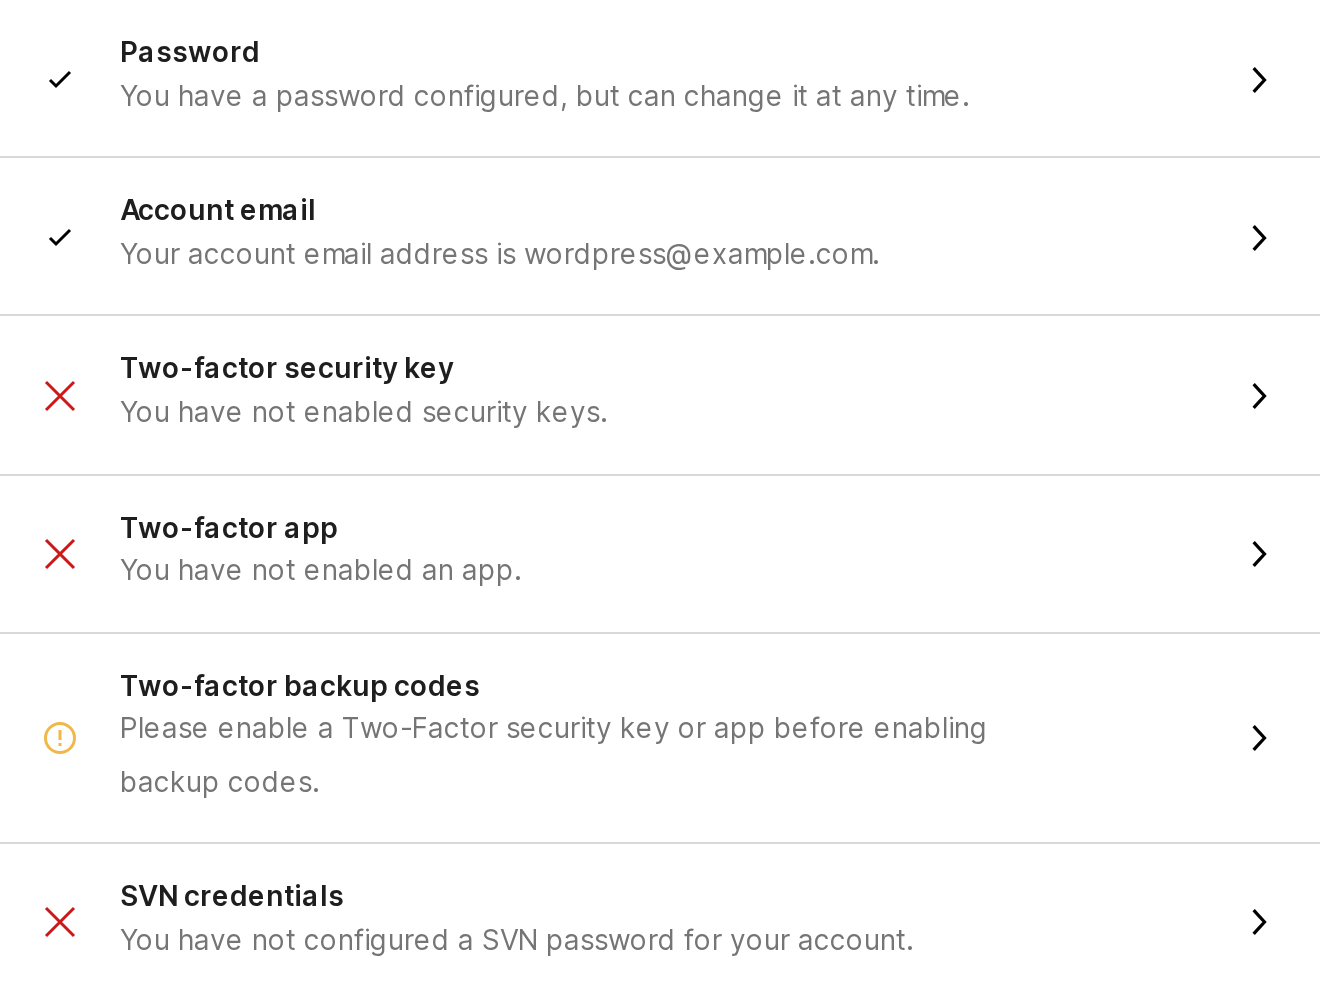 Password
You have a password configured, but can change it at any time.
Account email
Your account email address is wordpress@example.com.
Two-factor security key
You have not enabled security keys.
Two-factor app
You have not enabled an app.
Two-factor backup codes
Please enable a Two-Factor security key or app before enabling
backup codes.
SVN credentials
You have not configured a SVN password for your account.